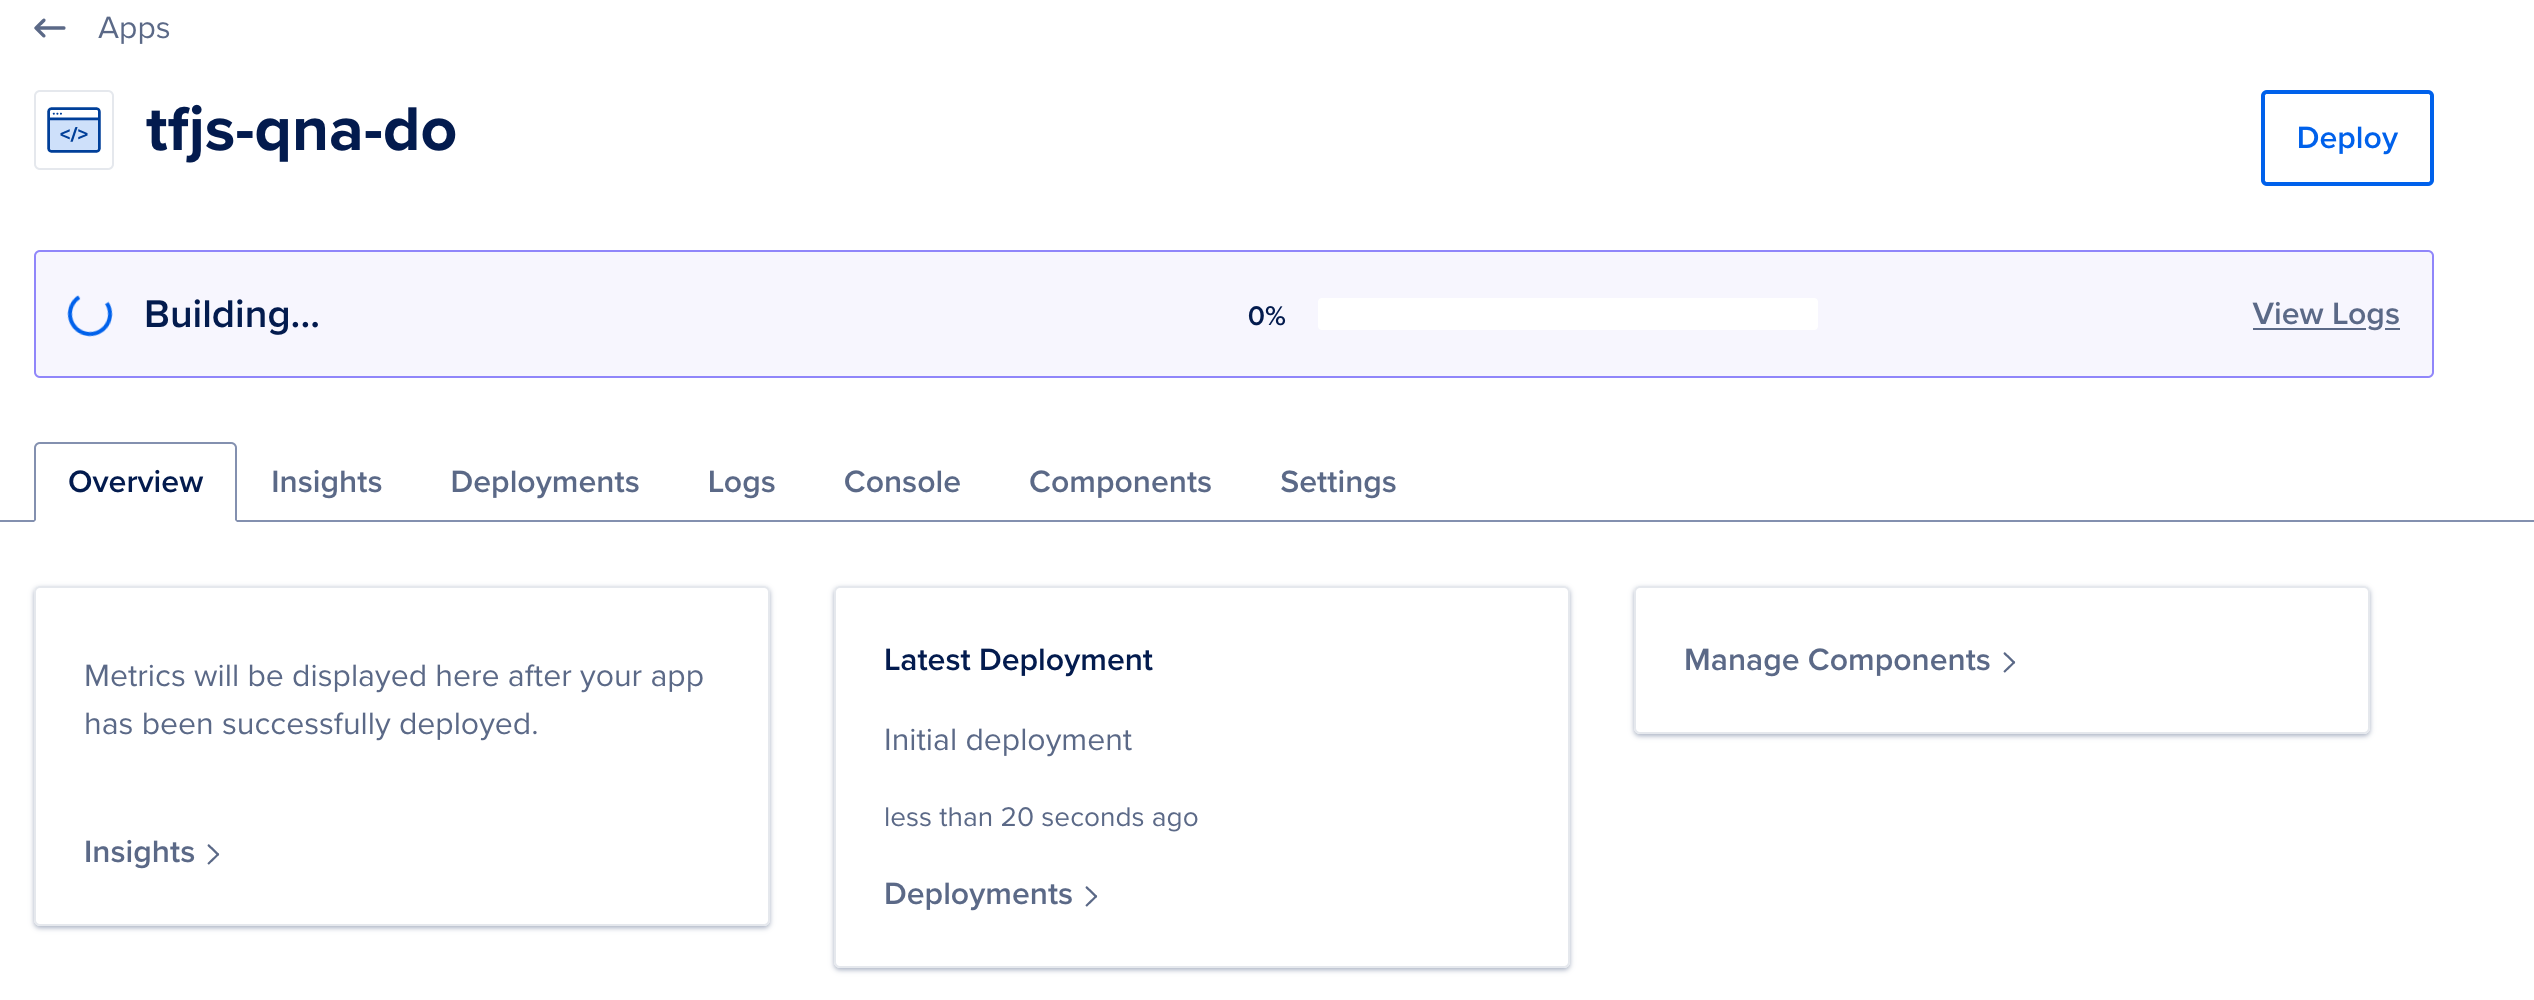 Apps
</>
tfjs-qna-do
Deploy
Building...
0%
View Logs
Overview
Insights
Deployments
Logs
Console
Components
Settings
Metrics will be displayed here after your app
has been successfully deployed.
Insights
Latest Deployment
Initial deployment
less than 20 seconds ago
Deployments
Manage Components